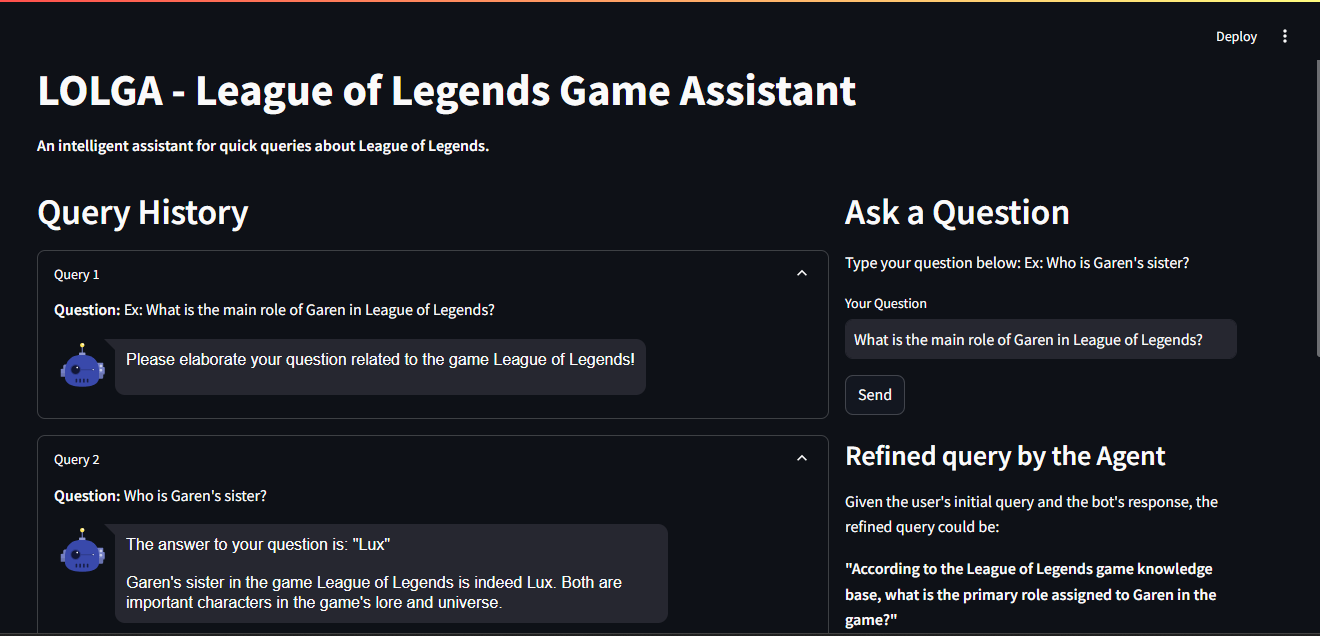 Deploy
LOLGA - League of Legends Game Assistant
An intelligent assistant for quick queries about League of Legends.
Query History
Query 1
Question: Ex: What is the main role of Garen in League of Legends?
Please elaborate your question related to the game League of Legends!
Query 2
Question: Who is Garen's sister?
The answer to your question is: "Lux"
Garen's sister in the game League of Legends is indeed Lux. Both are
important characters in the game's lore and universe.
Ask a Question
Type your question below: Ex: Who is Garen's sister?
Your Question
What is the main role of Garen in League of Legends?
Send
Refined query by the Agent
Given the user's initial query and the bot's response, the
refined query could be:
"According to the League of Legends game knowledge
base, what is the primary role assigned to Garen in the
game?"